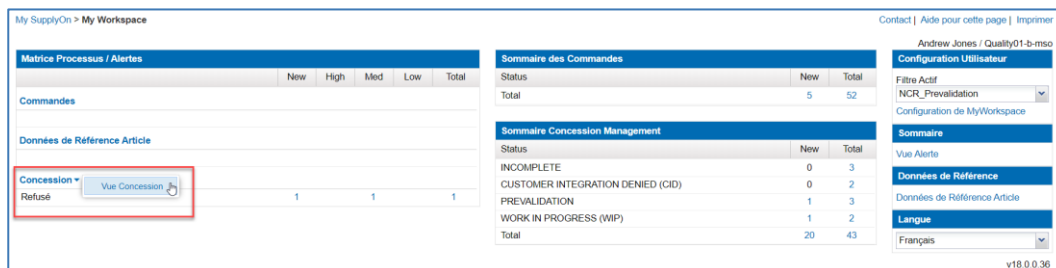 My SupplyOn > My Workspace
Contact | Aide pour cette page | Imprimer
Andrew Jones / Quality01-b-mso
Matrice Processus / Alertes
New High Med Low Total
Commandes
Données de Référence Article
Concession
Vue Concession
Refusé 1 1 1
Sommaire des Commandes
Status New Total
Total 5 52
Sommaire Concession Management
Status New Total
INCOMPLETE 0 3
CUSTOMER INTEGRATION DENIED (CID) 0 2
PREVALIDATION 1 3
WORK IN PROGRESS (WIP) 1 2
Total 20 43
Configuration Utilisateur
Filtre Actif
NCR_Prevalidation
Configuration de MyWorkspace
Sommaire
Vue Alerte
Données de Référence
Données de Référence Article
Langue
Français
v18.0.0.36